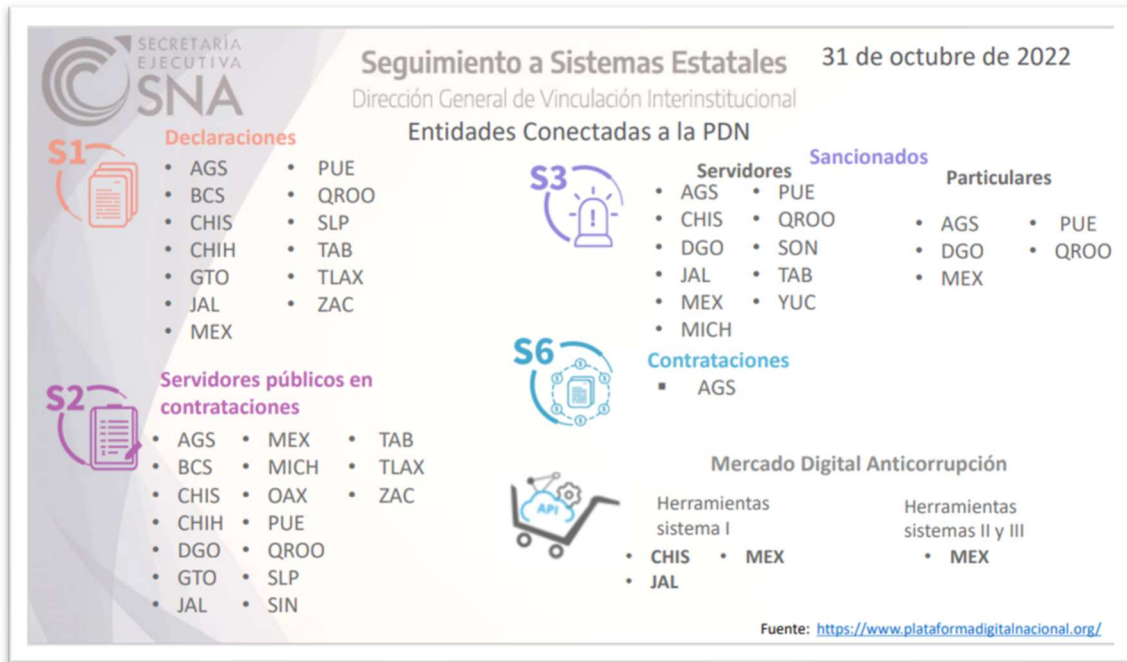 SECRETARÍA
EJECUTIVA
SNA
Seguimiento a Sistemas Estatales
31 de octubre de 2022
Dirección General de Vinculación Interinstitucional
Entidades Conectadas a la PDN
S1
Declaraciones
• AGS • PUE
• BCS • QROO
• CHIS • SLP
• CHIH • TAB
• GTO • TLAX
• JAL • ZAC
• MEX
S2
Servidores públicos en
contrataciones
• AGS • MEX • TAB
• BCS • MICH • TLAX
• CHIS • OAX • ZAC
• CHIH • PUE
• DGO • QROO
• GTO • SLP
• JAL • SIN
S3
Sancionados
Servidores
• AGS • PUE
• CHIS • QROO
• DGO • SON
• JAL • TAB
• MEX • YUC
• MICH
Particulares
• AGS • PUE
• DGO • QROO
• MEX
S6
Contrataciones
▪ AGS
Mercado Digital Anticorrupción
API
Herramientas
sistema I
• CHIS • MEX
• JAL
Herramientas
sistemas II y III
• MEX
Fuente: https://www.plataformadigitalnacional.org/